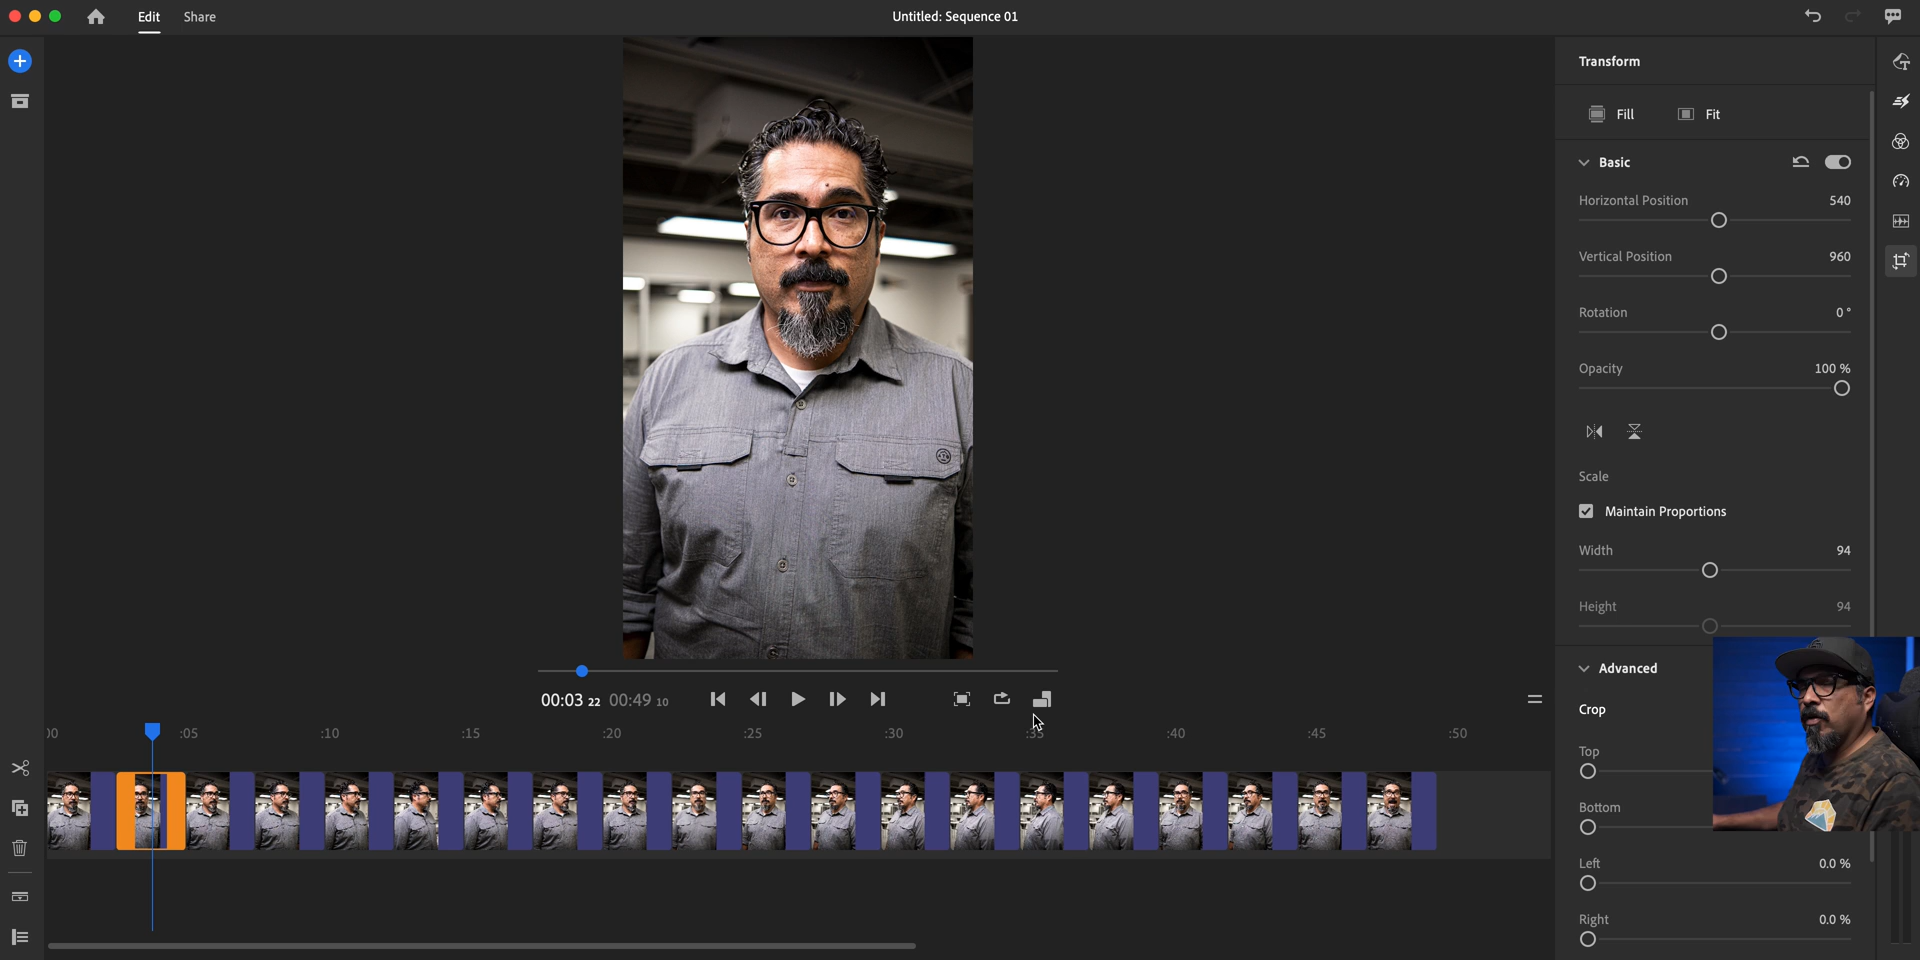 Edit
Share
Untitled: Sequence 01
Transform
Fill
Fit
Basic
Horizontal Position
540
Vertical Position
960
Rotation
0 °
Opacity
100 %
Scale
Maintain Proportions
Width
94
Height
94
Advanced
Crop
Top
Bottom
Left
0.0 %
Right
0.0 %
00:03 22
00:49 10
00
:05
:10
:15
:20
:25
:30
:35
:40
:45
:50